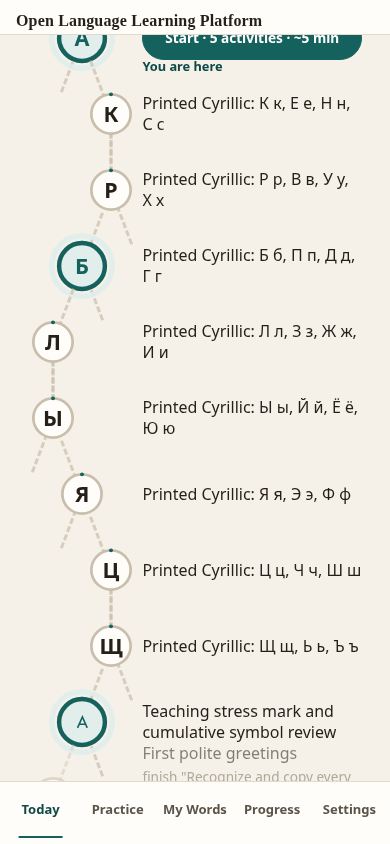 Open Language Learning Platform
А
Start · 5 activities · ~5 min
You are here
К
Printed Cyrillic: К к, Е е, Н н,
С с
Р
Printed Cyrillic: Р р, В в, У у,
Х х
Б
Printed Cyrillic: Б б, П п, Д д,
Г г
Л
Printed Cyrillic: Л л, З з, Ж ж,
И и
Ы
Printed Cyrillic: Ы ы, Й й, Ё ё,
Ю ю
Я
Printed Cyrillic: Я я, Э э, Ф ф
Ц
Printed Cyrillic: Ц ц, Ч ч, Ш ш
Щ
Printed Cyrillic: Щ щ, Ь ь, Ъ ъ
А
Teaching stress mark and
cumulative symbol review
First polite greetings
finish "Recognize and copy every
Today Practice My Words Progress Settings